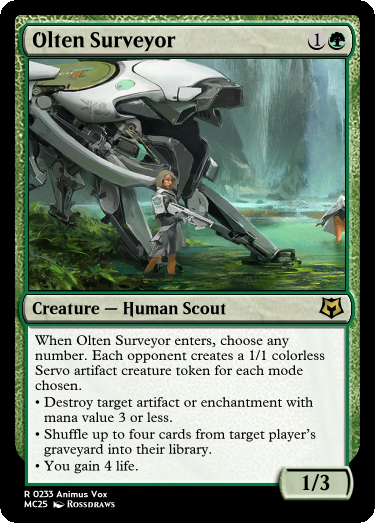 Olten Surveyor 1
Creature — Human Scout
When Olten Surveyor enters, choose any
number. Each opponent creates a 1/1 colorless
Servo artifact creature token for each mode
chosen.
• Destroy target artifact or enchantment with
mana value 3 or less.
• Shuffle up to four cards from target player's
graveyard into their library.
• You gain 4 life.
1/3
R 0233 Animus Vox
MC25 Rossdraws